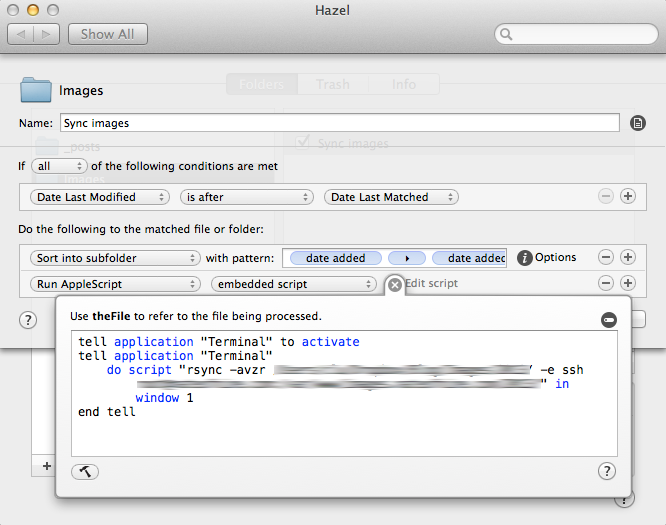 Hazel
Show All
Folders Trash Info
Images
Name: Sync images
_posts
Sync images
Images
If all of the following conditions are met
Date Last Modified is after Date Last Matched
Do the following to the matched file or folder:
Sort into subfolder with pattern: date added date added Options
Run AppleScript embedded script Edit script
Use theFile to refer to the file being processed.
tell application "Terminal" to activate
tell application "Terminal"
do script "rsync -avzr / -e ssh
" in
window 1
end tell